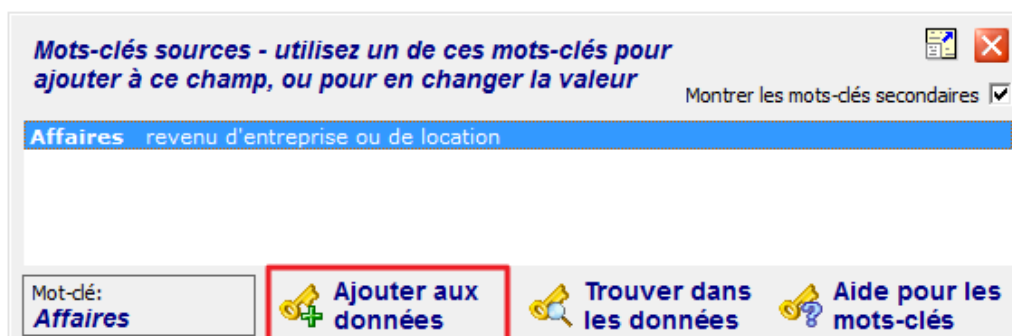 Mots-clés sources - utilisez un de ces mots-clés pour
ajouter à ce champ, ou pour en changer la valeur
Montrer les mots-clés secondaires
Affaires revenu d'entreprise ou de location
Mot-clé:
Affaires
Ajouter aux
données
Trouver dans
les données
Aide pour les
mots-clés